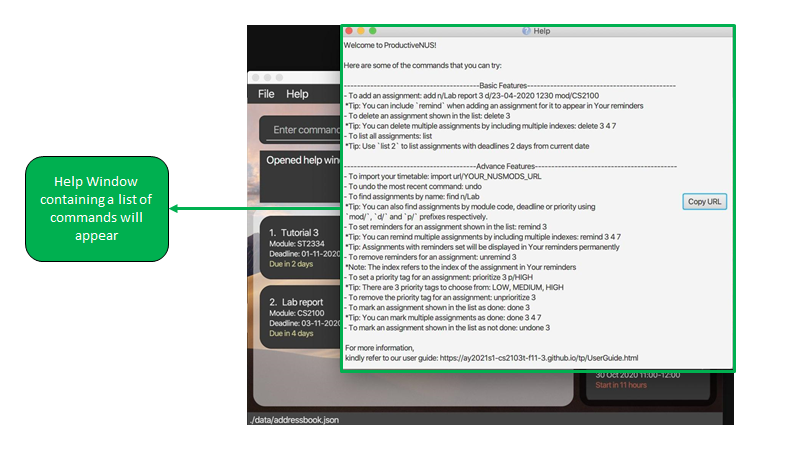 Help
Welcome to ProductiveNUS!
Here are some of the commands that you can try:
----------------------------------------Basic Features---------------------------------------------
- To add an assignment: add n/Lab report 3 d/23-04-2020 1230 mod/CS2100
*Tip: You can include `remind` when adding an assignment for it to appear in Your reminders
- To delete an assignment shown in the list: delete 3
*Tip: You can delete multiple assignments by including multiple indexes: delete 3 4 7
- To list all assignments: list
*Tip: Use `list 2` to list assignments with deadlines 2 days from current date
----------------------------------------Advance Features-------------------------------------------
- To import your timetable: import url/YOUR_NUSMODS_URL
- To undo the most recent command: undo
- To find assignments by name: find n/Lab
*Tip: You can also find assignments by module code, deadline or priority using
`mod/`, `d/` and `p/` prefixes respectively.
- To set reminders for an assignment shown in the list: remind 3
*Tip: You can remind multiple assignments by including multiple indexes: remind 3 4 7
*Tip: Assignments with reminders set will be displayed in Your reminders permanently
- To remove reminders for an assignment: unremind 3
*Note: The index refers to the index of the assignment in Your reminders
- To set a priority tag for an assignment: prioritize 3 p/HIGH
*Tip: There are 3 priority tags to choose from: LOW, MEDIUM, HIGH
- To remove the priority tag for an assignment: unprioritize 3
- To mark an assignment shown in the list as done: done 3
*Tip: You can mark multiple assignments as done: done 3 4 7
- To mark an assignment shown in the list as not done: undone 3
For more information,
kindly refer to our user guide: https://ay2021s1-cs2103t-f11-3.github.io/tp/UserGuide.html
Copy URL
File Help
Enter command
Opened help win
1. Tutorial 3
Module: ST2334
Deadline: 01-11-2020
Due in 2 days
2. Lab report
Module: CS2100
Deadline: 03-11-2020
Due in 4 days
30 Oct 2020 11:00-12:00
Start in 11 hours
./data/addressbook.json
Help Window
containing a list of
commands will
appear